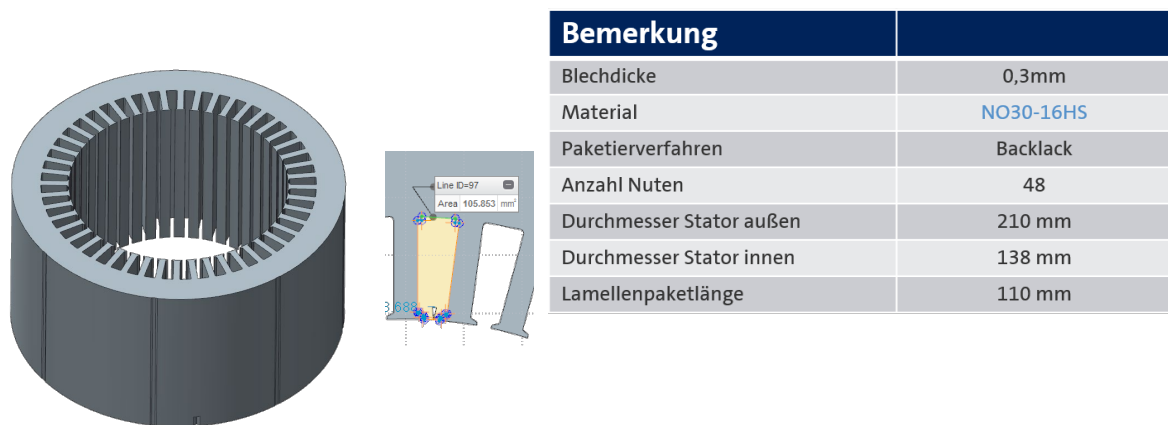 Line ID=97
Area 105.853 mm²
3,688
Bemerkung
Blechdicke 0,3mm
Material NO30-16HS
Paketierverfahren Backlack
Anzahl Nuten 48
Durchmesser Stator außen 210 mm
Durchmesser Stator innen 138 mm
Lamellenpaketlänge 110 mm